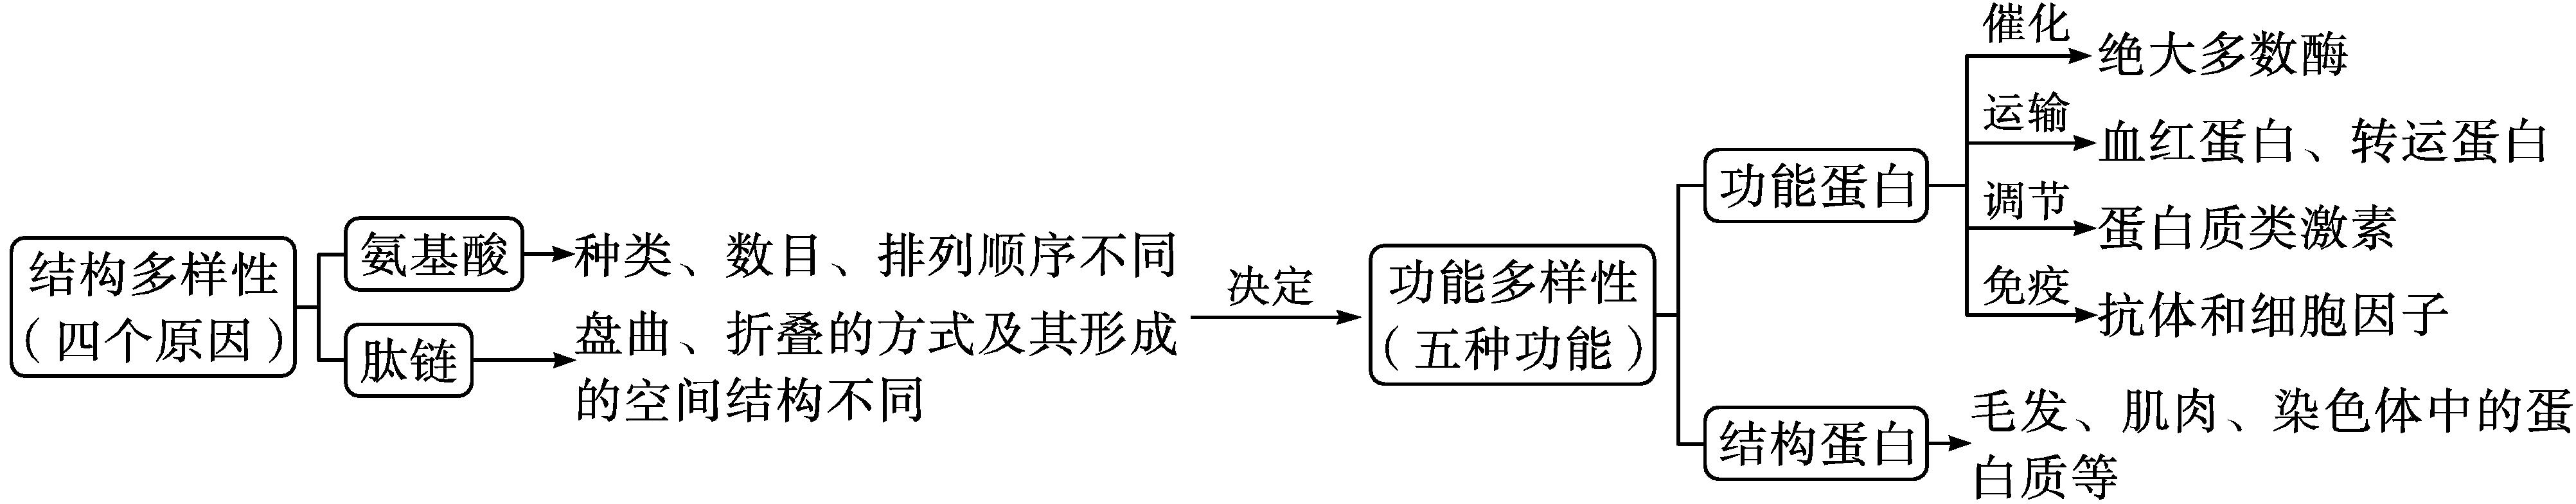 结构多样性
（四个原因）
氨基酸
种类、数目、排列顺序不同
肽链
盘曲、折叠的方式及其形成
的空间结构不同
决定
功能多样性
（五种功能）
功能蛋白
催化
绝大多数酶
运输
血红蛋白、转运蛋白
调节
蛋白质类激素
免疫
抗体和细胞因子
结构蛋白
毛发、肌肉、染色体中的蛋
白质等